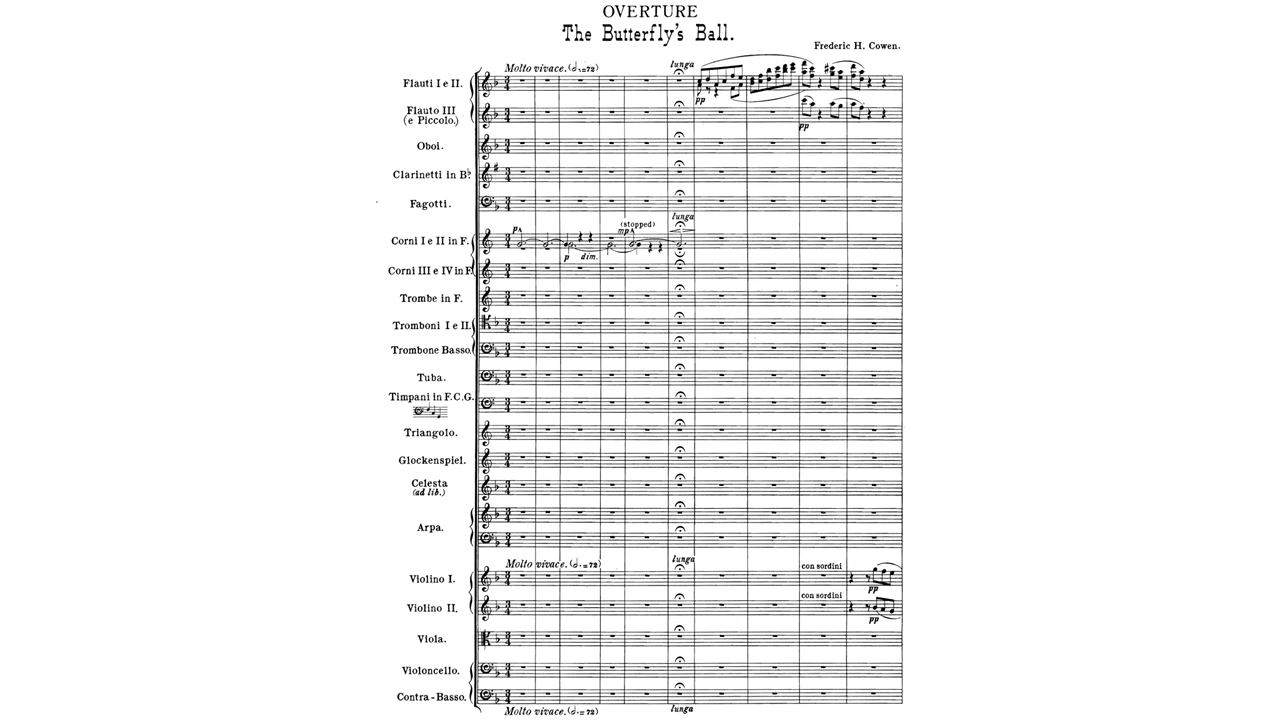 OVERTURE
The Butterfly's Ball.
Frederic H. Cowen.
Molto vivace. (𝅗𝅥. = 72)
lunga
Flauti I e II.
pp
Flauto III
(e Piccolo.)
pp
Oboi.
Clarinetti in B♭
Fagotti.
lunga
(stopped)
p
mp
Corni I e II in F.
p dim.
Corni III e IV in F.
Trombe in F.
Tromboni I e II.
Trombone Basso.
Tuba.
Timpani in F.C.G.
Triangolo.
Glockenspiel.
Celesta
(ad lib.)
Arpa.
Molto vivace. (𝅗𝅥. = 72)
lunga
con sordini
Violino I.
pp
con sordini
Violino II.
pp
Viola.
Violoncello.
Contra-Basso.
Molto vivace. (𝅗𝅥. = 72)
lunga